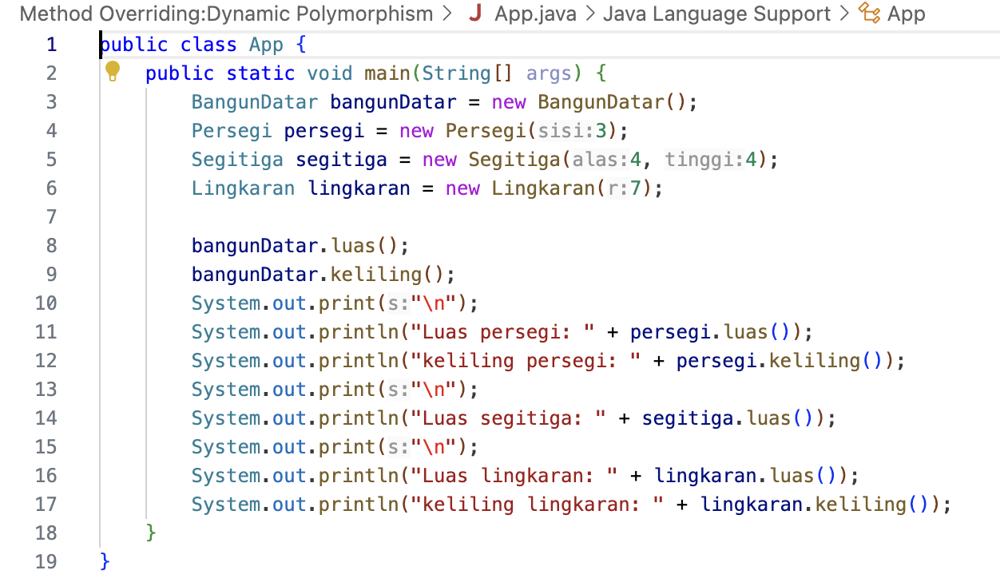 Method Overriding:Dynamic Polymorphism > J App.java > Java Language Support > App
1 public class App {
2 public static void main(String[] args) {
3 BangunDatar bangunDatar = new BangunDatar();
4 Persegi persegi = new Persegi(sisi:3);
5 Segitiga segitiga = new Segitiga(alas:4, tinggi:4);
6 Lingkaran lingkaran = new Lingkaran(r:7);
7
8 bangunDatar.luas();
9 bangunDatar.keliling();
10 System.out.print(s:"\n");
11 System.out.println("Luas persegi: " + persegi.luas());
12 System.out.println("keliling persegi: " + persegi.keliling());
13 System.out.print(s:"\n");
14 System.out.println("Luas segitiga: " + segitiga.luas());
15 System.out.print(s:"\n");
16 System.out.println("Luas lingkaran: " + lingkaran.luas());
17 System.out.println("keliling lingkaran: " + lingkaran.keliling());
18 }
19 }